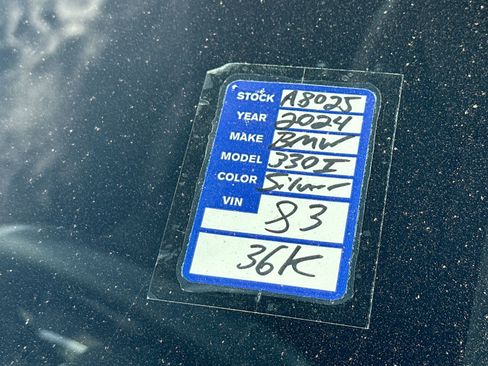 STOCK A8025
YEAR 2024
MAKE BMW
MODEL 330I
COLOR Silver
VIN 83
36K